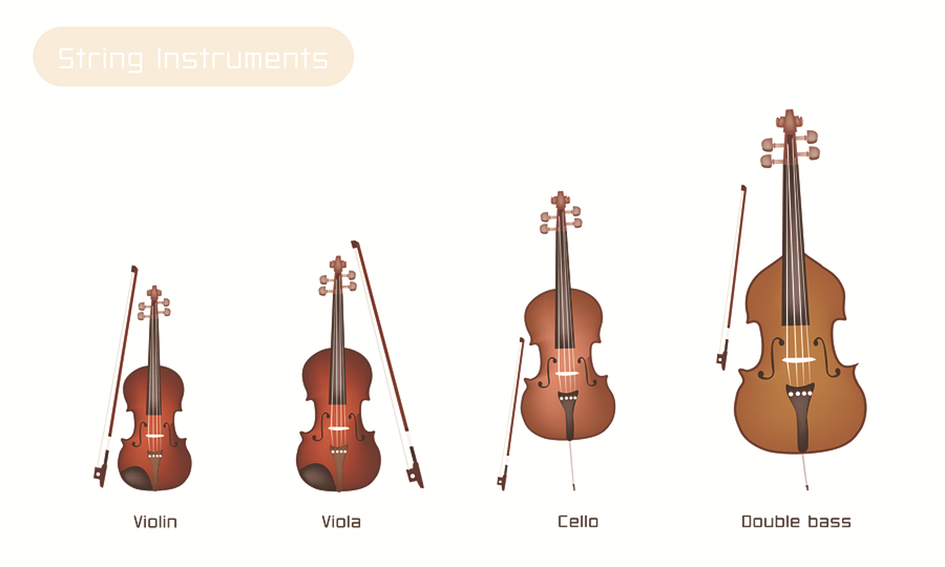 String Instruments
Violin
Viola
Cello
Double bass